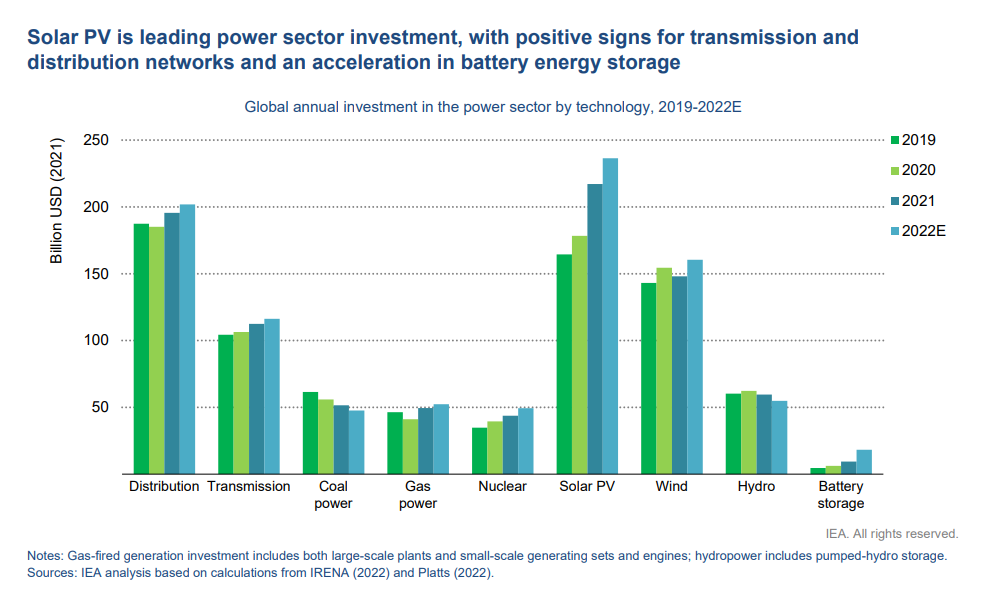 Solar PV is leading power sector investment, with positive signs for transmission and
distribution networks and an acceleration in battery energy storage
Global annual investment in the power sector by technology, 2019-2022E
Billion USD (2021)
250
200
150
100
50
2019
2020
2021
2022E
Distribution
Transmission
Coal
power
Gas
power
Nuclear
Solar PV
Wind
Hydro
Battery
storage
IEA. All rights reserved.
Notes: Gas-fired generation investment includes both large-scale plants and small-scale generating sets and engines; hydropower includes pumped-hydro storage.
Sources: IEA analysis based on calculations from IRENA (2022) and Platts (2022).